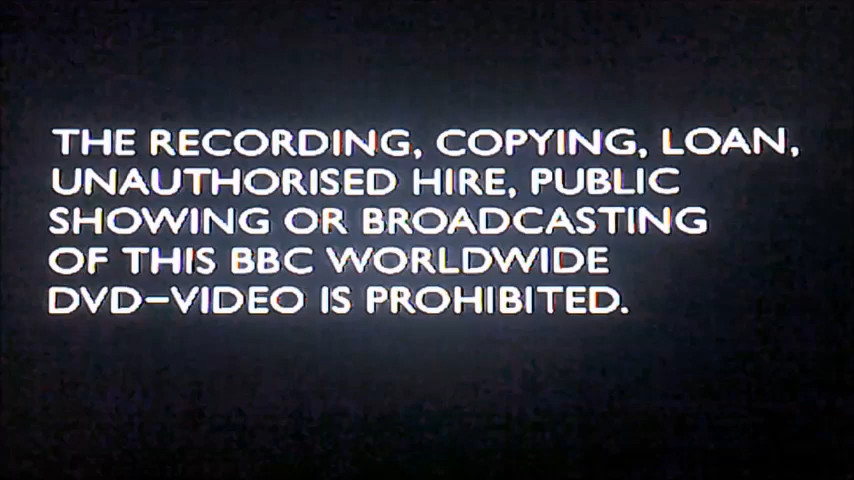 THE RECORDING, COPYING, LOAN,
UNAUTHORISED HIRE, PUBLIC
SHOWING OR BROADCASTING
OF THIS BBC WORLDWIDE
DVD-VIDEO IS PROHIBITED.